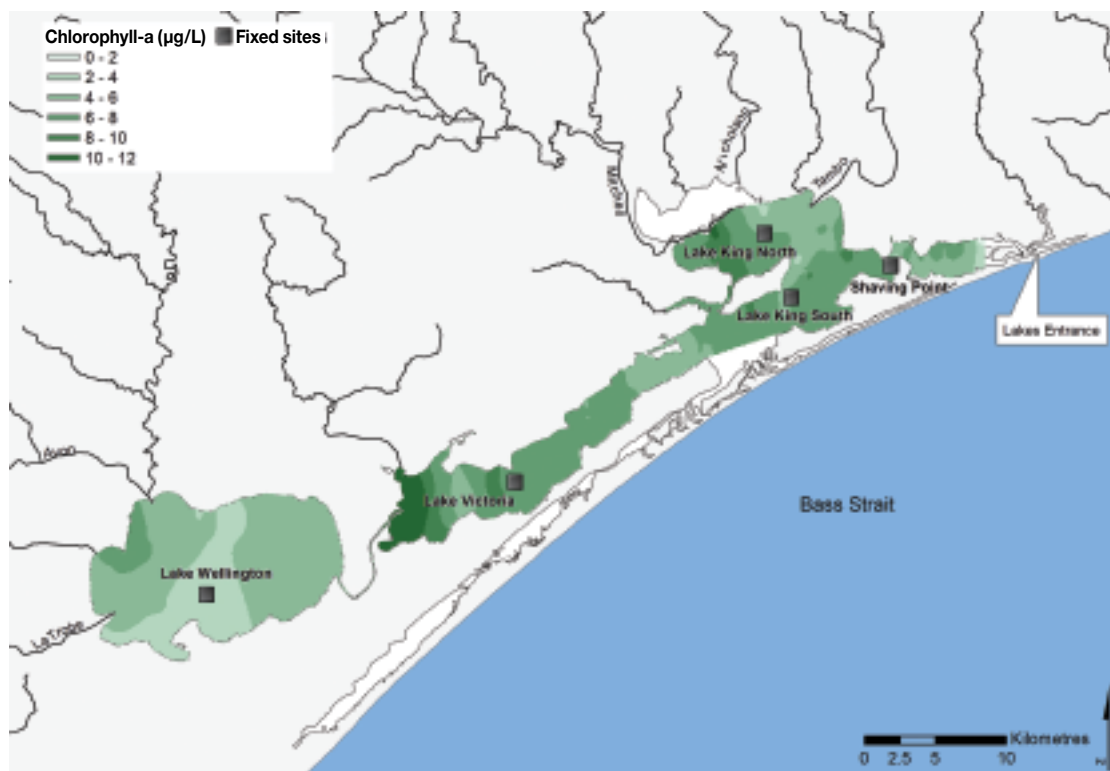 Chlorophyll-a (µg/L) Fixed sites
0 - 2
2 - 4
4 - 6
6 - 8
8 - 10
10 - 12
Mitchell
Tambo
Lake King North
Shaving Point
Lake King South
Lakes Entrance
Avon
Lake Victoria
Bass Strait
Lake Wellington
La Trobe
Kilometres
0 2.5 5 10
N